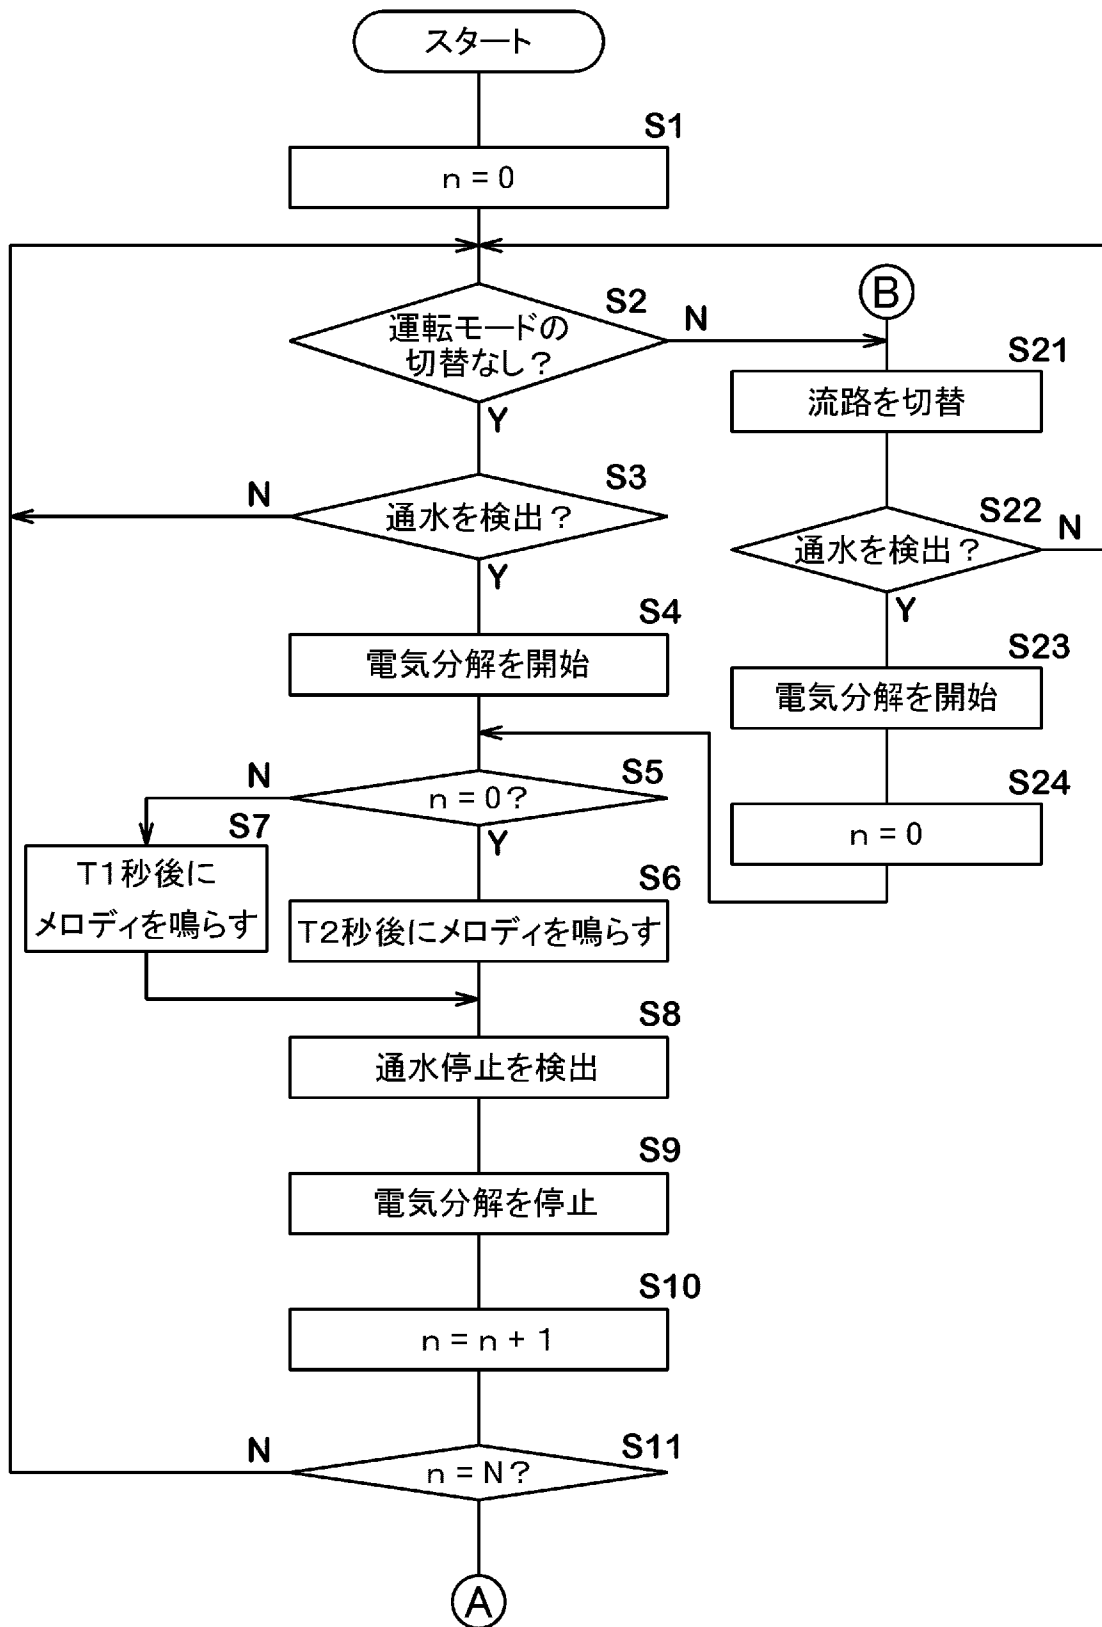 スタート
S1
n = 0
S2
運転モードの
切替なし?
N
Y
B
S21
流路を切替
S3
通水を検出?
N
Y
S22
通水を検出?
N
Y
S4
電気分解を開始
S23
電気分解を開始
S5
n = 0?
N
Y
S24
n = 0
S7
T1秒後に
メロディを鳴らす
S6
T2秒後にメロディを鳴らす
S8
通水停止を検出
S9
電気分解を停止
S10
n = n + 1
S11
n = N?
N
A